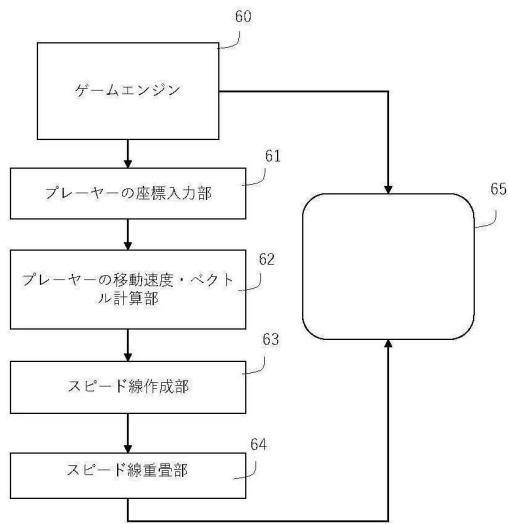 60
ゲームエンジン
61
プレーヤーの座標入力部
65
62
プレーヤーの移動速度・ベクト
ル計算部
63
スピード線作成部
64
スピード線重畳部